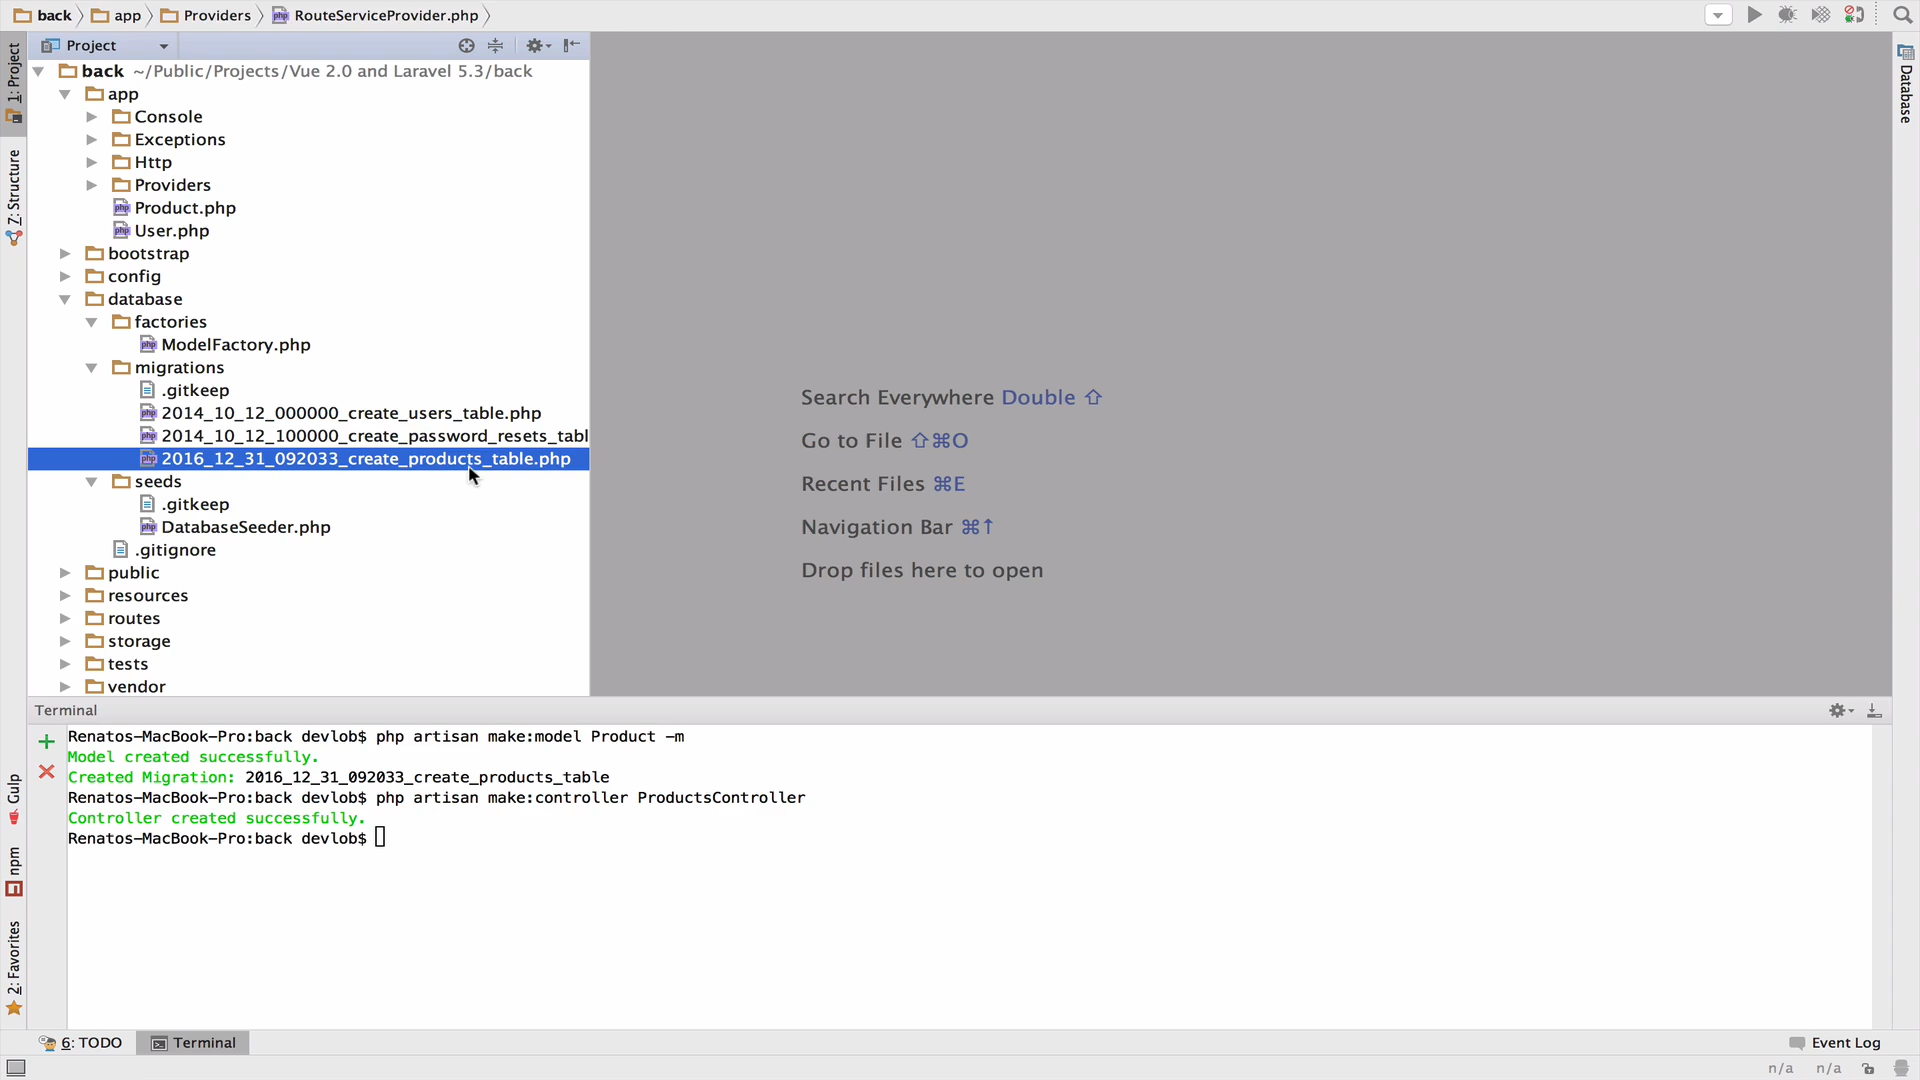 back app Providers RouteServiceProvider.php
1: Project
7: Structure
Gulp
npm
2: Favorites
Database
Project
back ~/Public/Projects/Vue 2.0 and Laravel 5.3/back
app
Console
Exceptions
Http
Providers
Product.php
User.php
bootstrap
config
database
factories
ModelFactory.php
migrations
.gitkeep
2014_10_12_000000_create_users_table.php
2014_10_12_100000_create_password_resets_tabl
2016_12_31_092033_create_products_table.php
seeds
.gitkeep
DatabaseSeeder.php
.gitignore
public
resources
routes
storage
tests
vendor
Search Everywhere Double ⇧
Go to File ⇧⌘O
Recent Files ⌘E
Navigation Bar ⌘↑
Drop files here to open
Terminal
Renatos-MacBook-Pro:back devlob$ php artisan make:model Product -m
Model created successfully.
Created Migration: 2016_12_31_092033_create_products_table
Renatos-MacBook-Pro:back devlob$ php artisan make:controller ProductsController
Controller created successfully.
Renatos-MacBook-Pro:back devlob$
6: TODO Terminal Event Log
n/a n/a